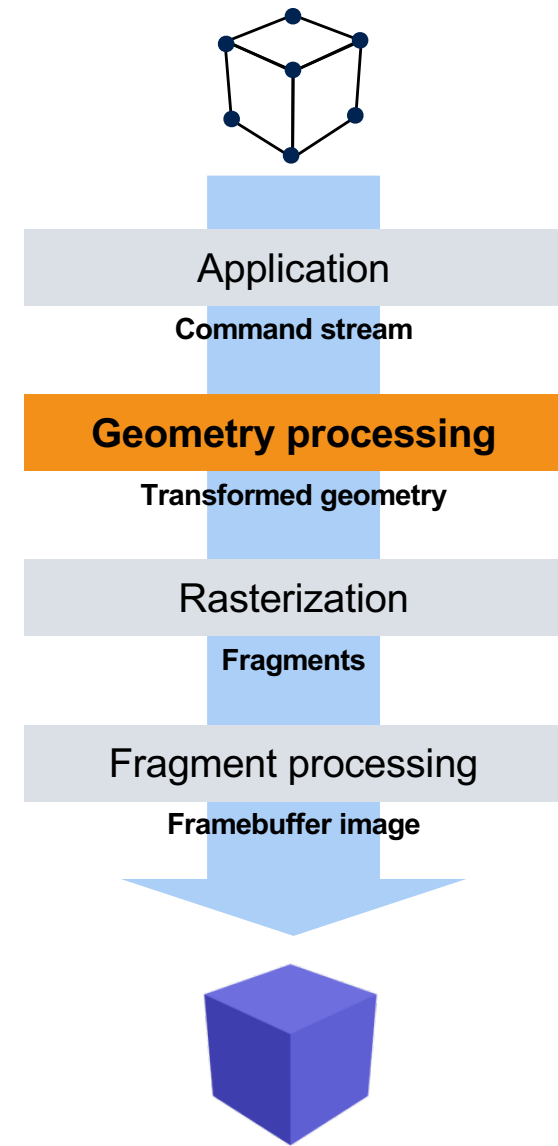 Application
Command stream
Geometry processing
Transformed geometry
Rasterization
Fragments
Fragment processing
Framebuffer image